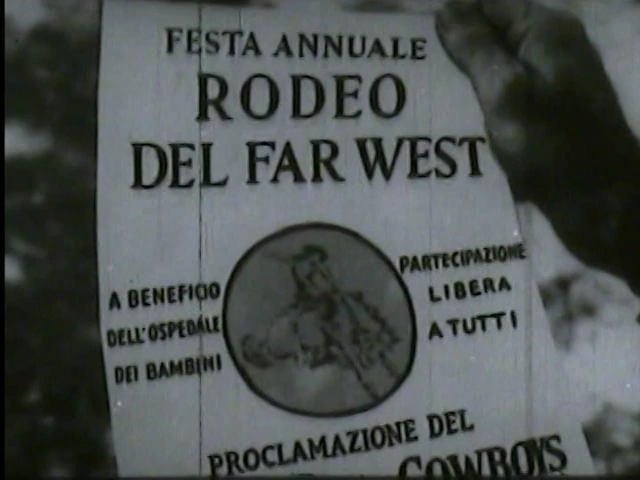 FESTA ANNUALE
RODEO
DEL FAR WEST
A BENEFICIO
DELL'OSPEDALE
DEI BAMBINI
PARTECIPAZIONE
LIBERA
A TUTTI
PROCLAMAZIONE DEL
COWBOYS